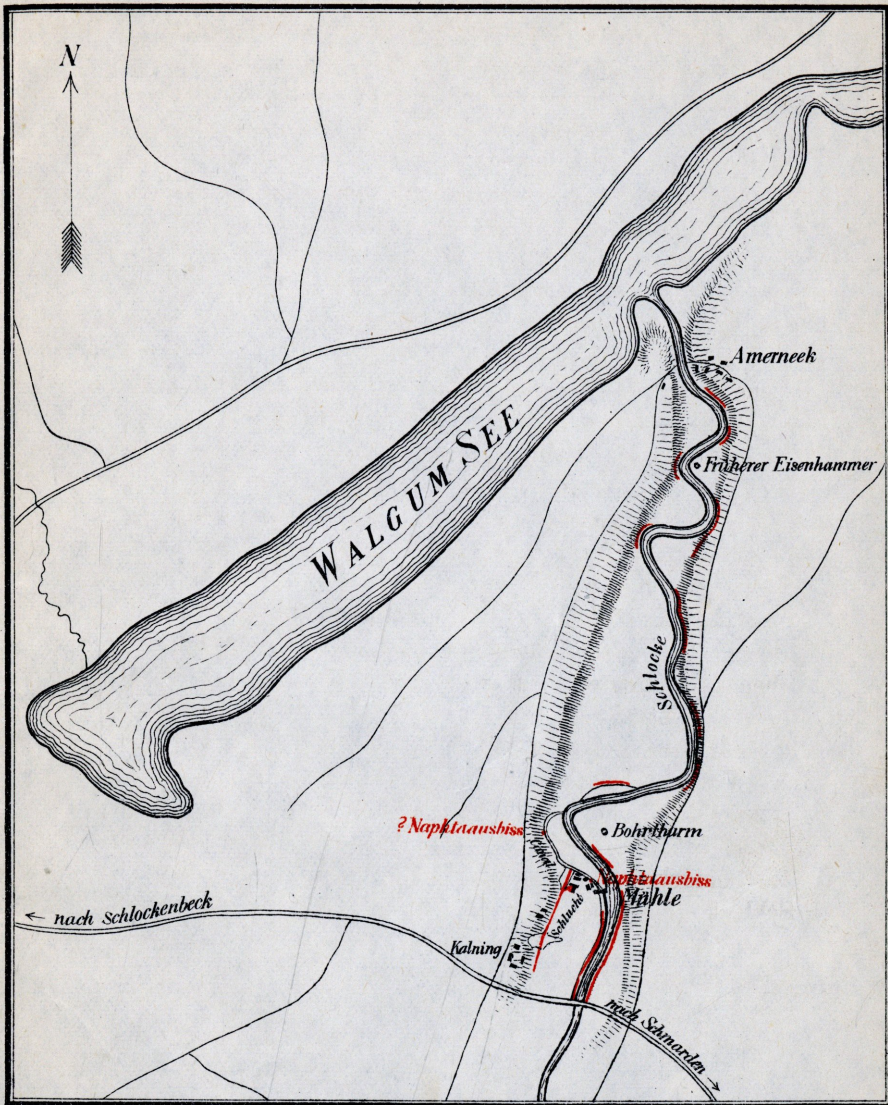 N
Amerneek
WALGUM SEE
Früherer Eisenhammer
Schlocke
? Naphtaausbiss
Bohrthurm
Naphtaausbiss
Mühle
Schlucht
← nach Schlockenbeck
Kalning
nach Schmarden →